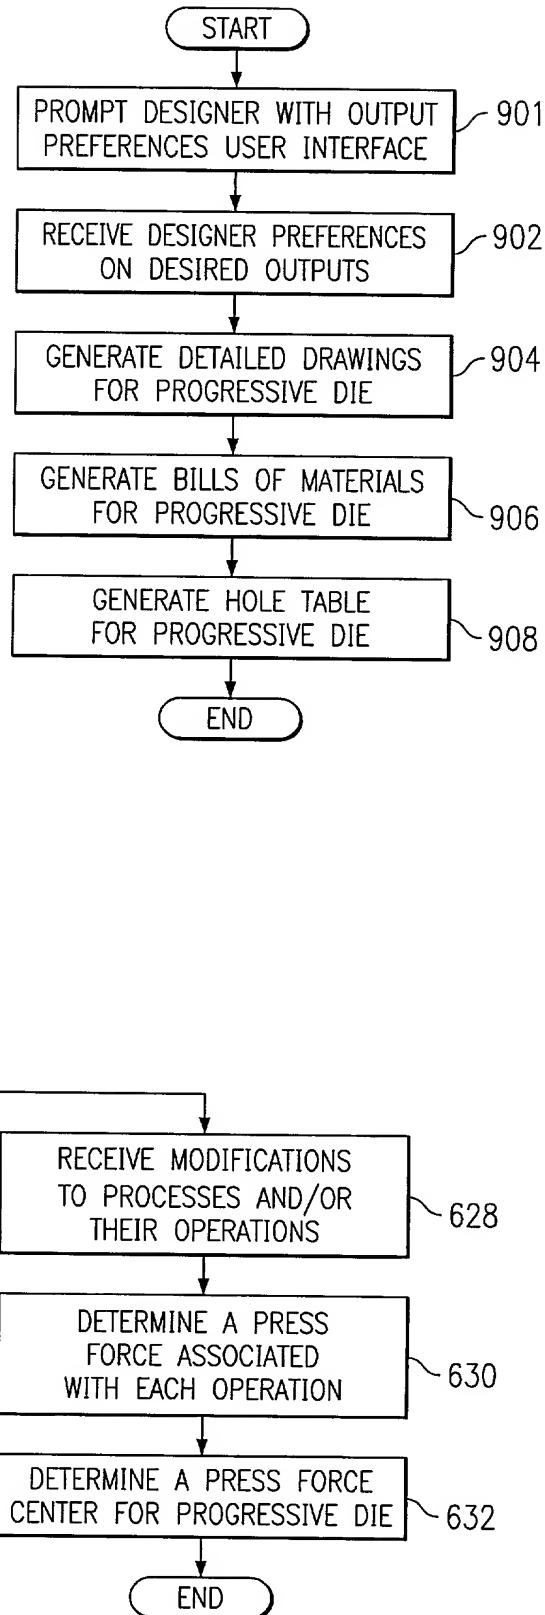 START
PROMPT DESIGNER WITH OUTPUT
PREFERENCES USER INTERFACE
901
RECEIVE DESIGNER PREFERENCES
ON DESIRED OUTPUTS
902
GENERATE DETAILED DRAWINGS
FOR PROGRESSIVE DIE
904
GENERATE BILLS OF MATERIALS
FOR PROGRESSIVE DIE
906
GENERATE HOLE TABLE
FOR PROGRESSIVE DIE
908
END
RECEIVE MODIFICATIONS
TO PROCESSES AND/OR
THEIR OPERATIONS
628
DETERMINE A PRESS
FORCE ASSOCIATED
WITH EACH OPERATION
630
DETERMINE A PRESS FORCE
CENTER FOR PROGRESSIVE DIE
632
END